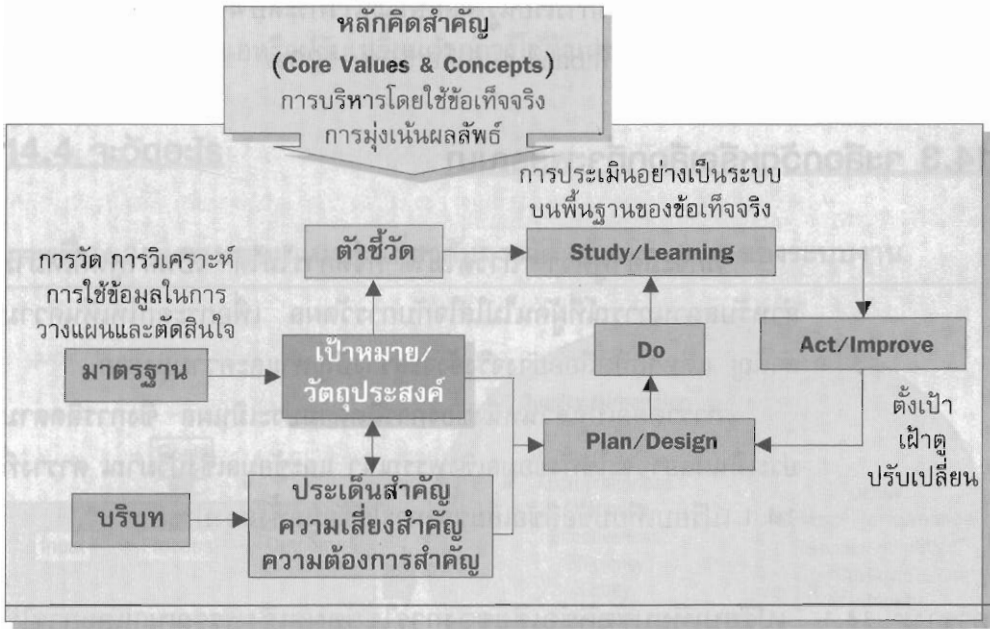 หลักคิดสำคัญ
(Core Values & Concepts)
การบริหารโดยใช้ข้อเท็จจริง
การมุ่งเน้นผลลัพธ์
การประเมินอย่างเป็นระบบ
บนพื้นฐานของข้อเท็จจริง
ตัวชี้วัด
Study/Learning
การวัด การวิเคราะห์
การใช้ข้อมูลในการ
วางแผนและตัดสินใจ
มาตรฐาน
เป้าหมาย/
วัตถุประสงค์
Do
Act/Improve
Plan/Design
ตั้งเป้า
เฝ้าดู
ปรับเปลี่ยน
บริบท
ประเด็นสำคัญ
ความเสี่ยงสำคัญ
ความต้องการสำคัญ